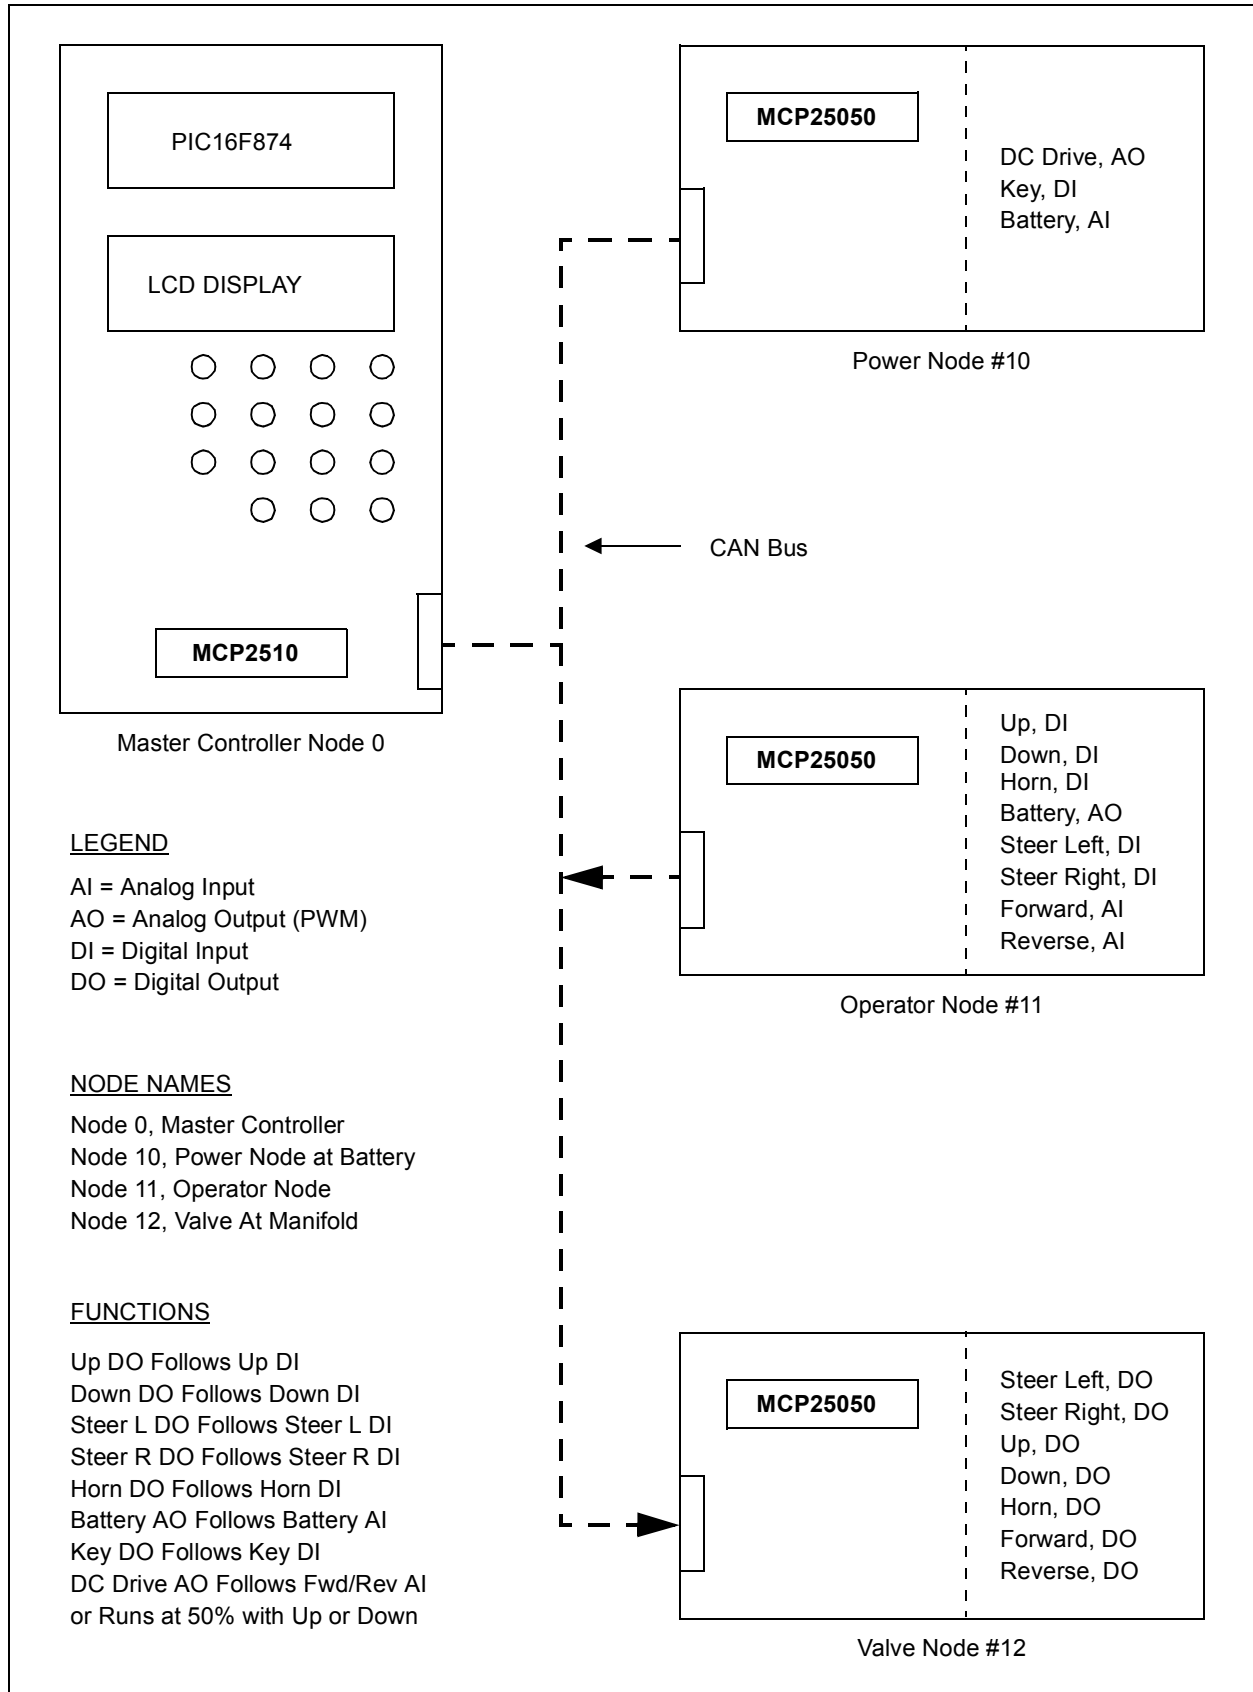 PIC16F874
LCD DISPLAY
MCP2510
Master Controller Node 0
MCP25050
DC Drive, AO
Key, DI
Battery, AI
Power Node #10
CAN Bus
MCP25050
Up, DI
Down, DI
Horn, DI
Battery, AO
Steer Left, DI
Steer Right, DI
Forward, AI
Reverse, AI
Operator Node #11
LEGEND
AI = Analog Input
AO = Analog Output (PWM)
DI = Digital Input
DO = Digital Output
NODE NAMES
Node 0, Master Controller
Node 10, Power Node at Battery
Node 11, Operator Node
Node 12, Valve At Manifold
FUNCTIONS
Up DO Follows Up DI
Down DO Follows Down DI
Steer L DO Follows Steer L DI
Steer R DO Follows Steer R DI
Horn DO Follows Horn DI
Battery AO Follows Battery AI
Key DO Follows Key DI
DC Drive AO Follows Fwd/Rev AI
or Runs at 50% with Up or Down
MCP25050
Steer Left, DO
Steer Right, DO
Up, DO
Down, DO
Horn, DO
Forward, DO
Reverse, DO
Valve Node #12